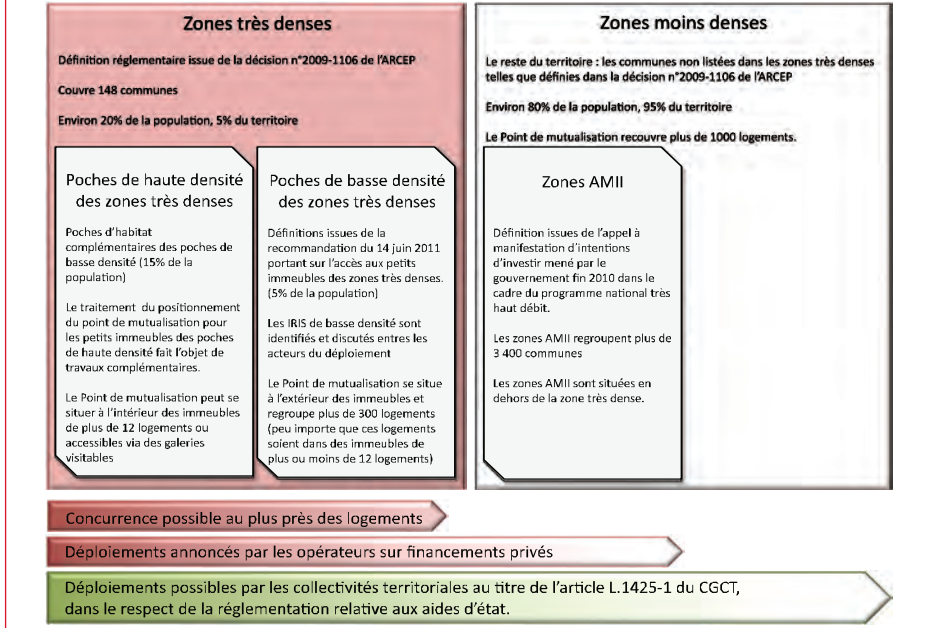 Zones très denses
Définition réglementaire issue de la décision n°2009-1106 de l'ARCEP
Couvre 148 communes
Environ 20% de la population, 5% du territoire
Poches de haute densité
des zones très denses
Poches d'habitat
complémentaires des poches de
basse densité (15% de la
population)
Le traitement du positionnement
du point de mutualisation pour
les petits immeubles des poches
de haute densité fait l'objet de
travaux complémentaires.
Le Point de mutualisation peut se
situer à l'intérieur des immeubles
de plus de 12 logements ou
accessibles via des galeries
visitables
Poches de basse densité
des zones très denses
Définitions issues de la
recommandation du 14 juin 2011
portant sur l'accès aux petits
immeubles des zones très denses.
(5% de la population)
Les IRIS de basse densité sont
identifiés et discutés entres les
acteurs du déploiement
Le Point de mutualisation se situe
à l'extérieur des immeubles et
regroupe plus de 300 logements
(peu importe que ces logements
soient dans des immeubles de
plus ou moins de 12 logements)
Zones moins denses
Le reste du territoire : les communes non listées dans les zones très denses
telles que définies dans la décision n°2009-1106 de l'ARCEP
Environ 80% de la population, 95% du territoire
Le Point de mutualisation recouvre plus de 1000 logements.
Zones AMII
Définition issues de l'appel à
manifestation d'intentions
d'investir mené par le
gouvernement fin 2010 dans le
cadre du programme national très
haut débit.
Les zones AMII regroupent plus de
3 400 communes
Les zones AMII sont situées en
dehors de la zone très dense.
Concurrence possible au plus près des logements
Déploiements annoncés par les opérateurs sur financements privés
Déploiements possibles par les collectivités territoriales au titre de l'article L.1425-1 du CGCT,
dans le respect de la réglementation relative aux aides d'état.